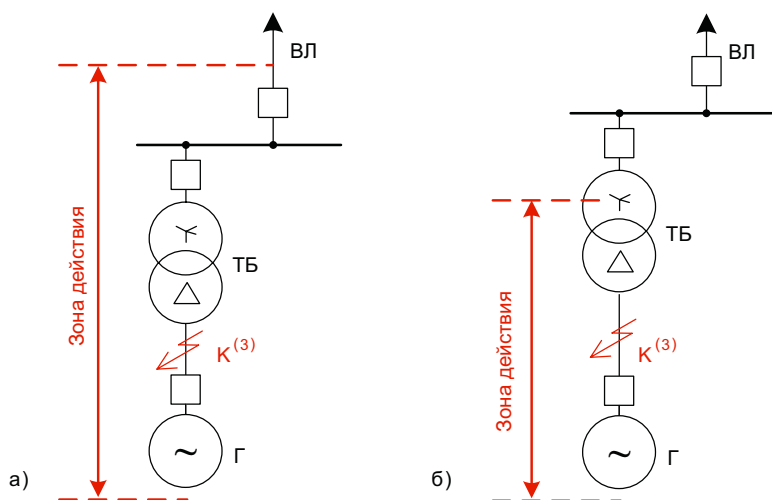 ВЛ
Зона действия
ТБ
К(3)
~
Г
а)
ВЛ
Зона действия
ТБ
К(3)
~
Г
б)